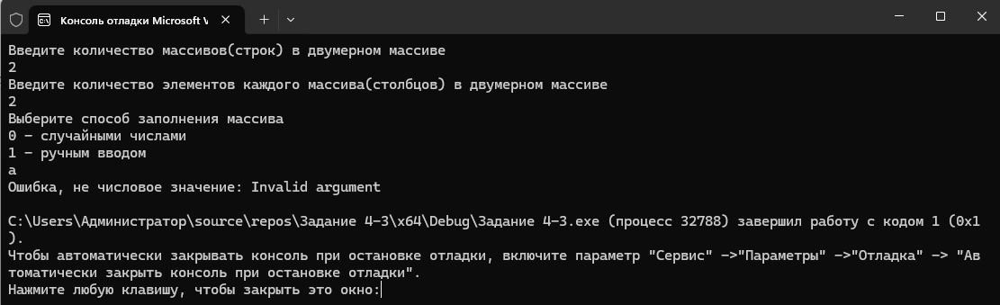 Консоль отладки Microsoft V
Введите количество массивов(строк) в двумерном массиве
2
Введите количество элементов каждого массива(столбцов) в двумерном массиве
2
Выберите способ заполнения массива
0 - случайными числами
1 - ручным вводом
а
Ошибка, не числовое значение: Invalid argument
C:\Users\Администратор\source\repos\Задание 4-3\x64\Debug\Задание 4-3.exe (процесс 32788) завершил работу с кодом 1 (0x1
).
Чтобы автоматически закрывать консоль при остановке отладки, включите параметр "Сервис" ->"Параметры" ->"Отладка" -> "Ав
томатически закрыть консоль при остановке отладки".
Нажмите любую клавишу, чтобы закрыть это окно: